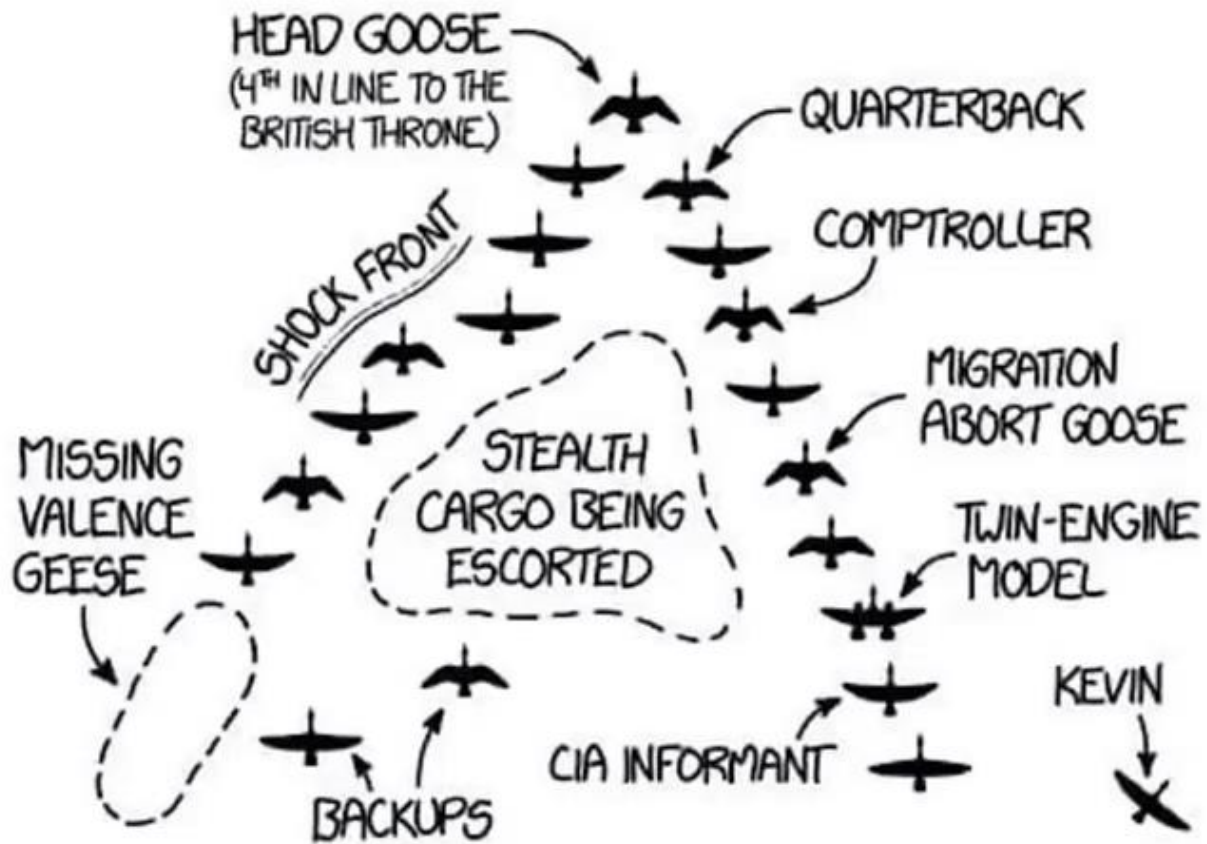 HEAD GOOSE
(4TH IN LINE TO THE
BRITISH THRONE)
QUARTERBACK
COMPTROLLER
SHOCK FRONT
MIGRATION
ABORT GOOSE
MISSING
VALENCE
GEESE
STEALTH
CARGO BEING
ESCORTED
TWIN-ENGINE
MODEL
KEVIN
CIA INFORMANT
BACKUPS